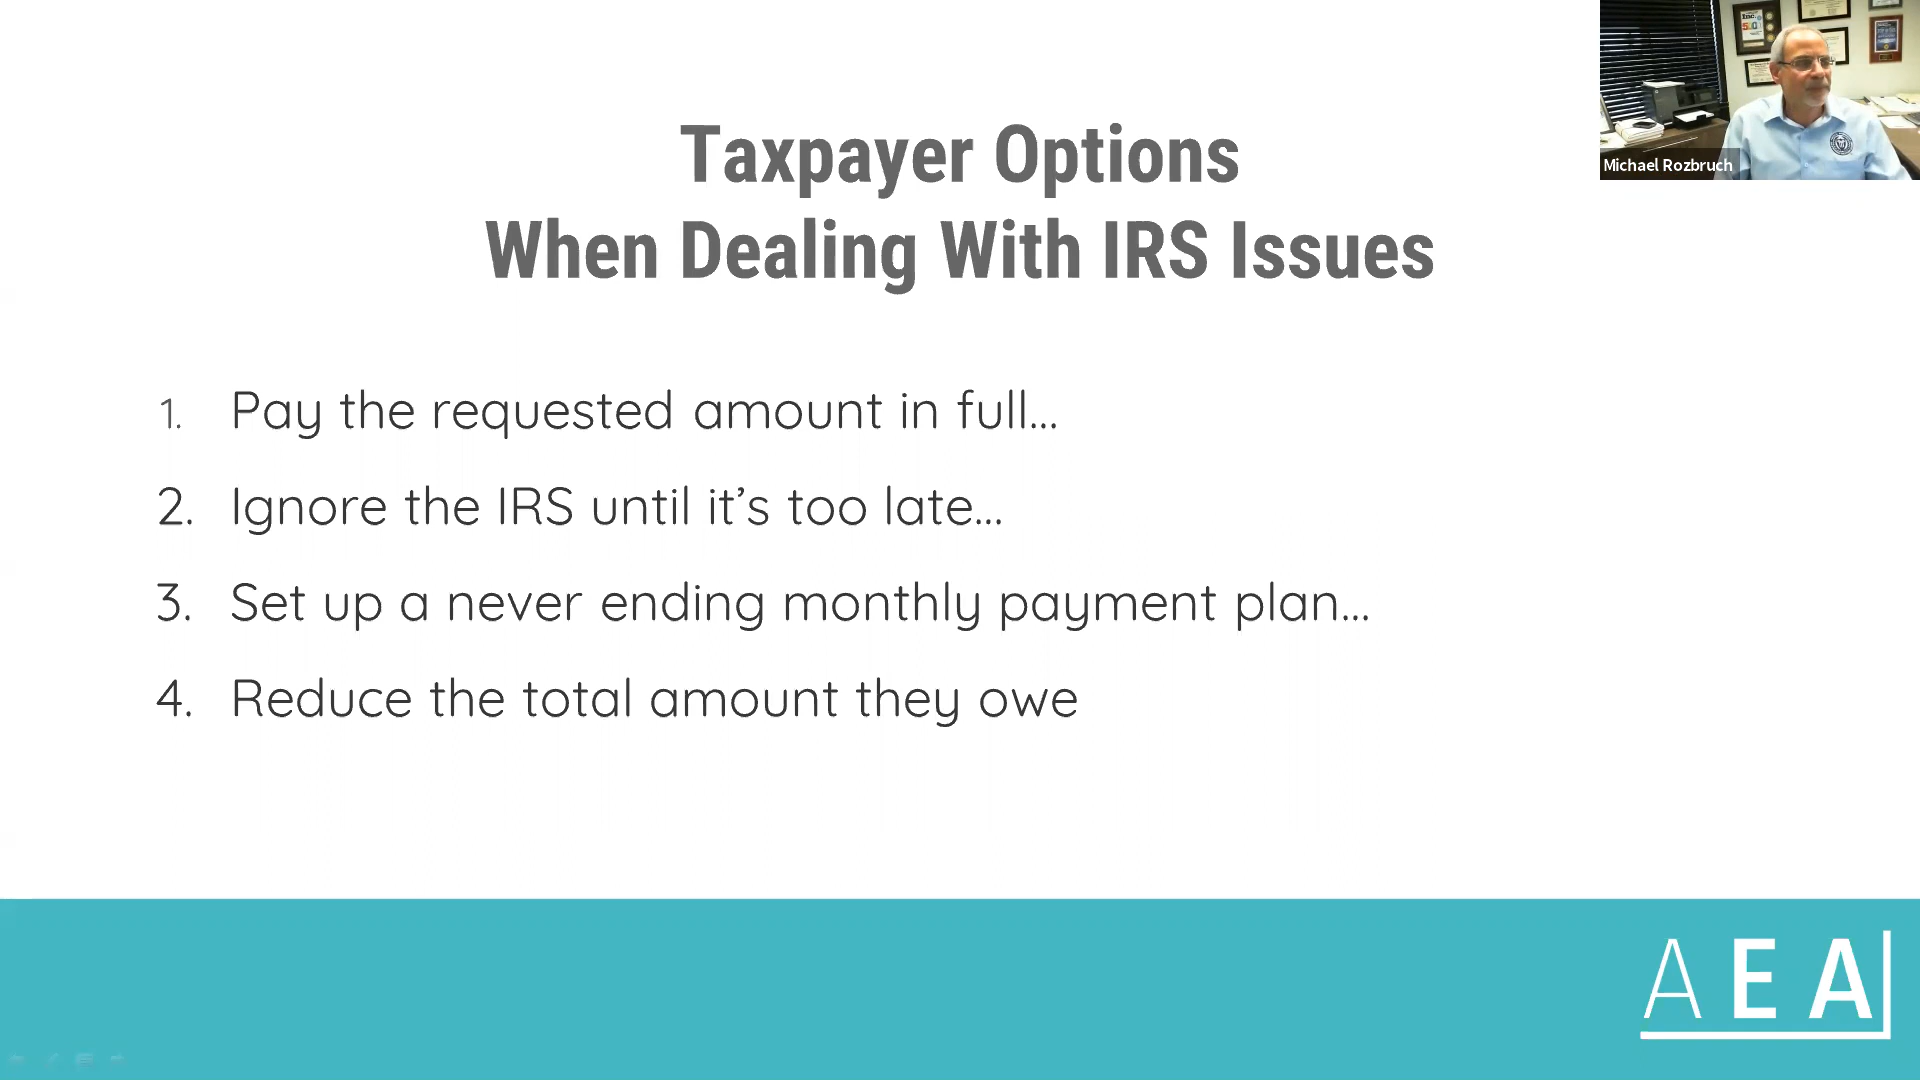 Taxpayer Options
When Dealing With IRS Issues
1. Pay the requested amount in full...
2. Ignore the IRS until it’s too late...
3. Set up a never ending monthly payment plan...
4. Reduce the total amount they owe
Inc.
Michael Rozbruch
AEA